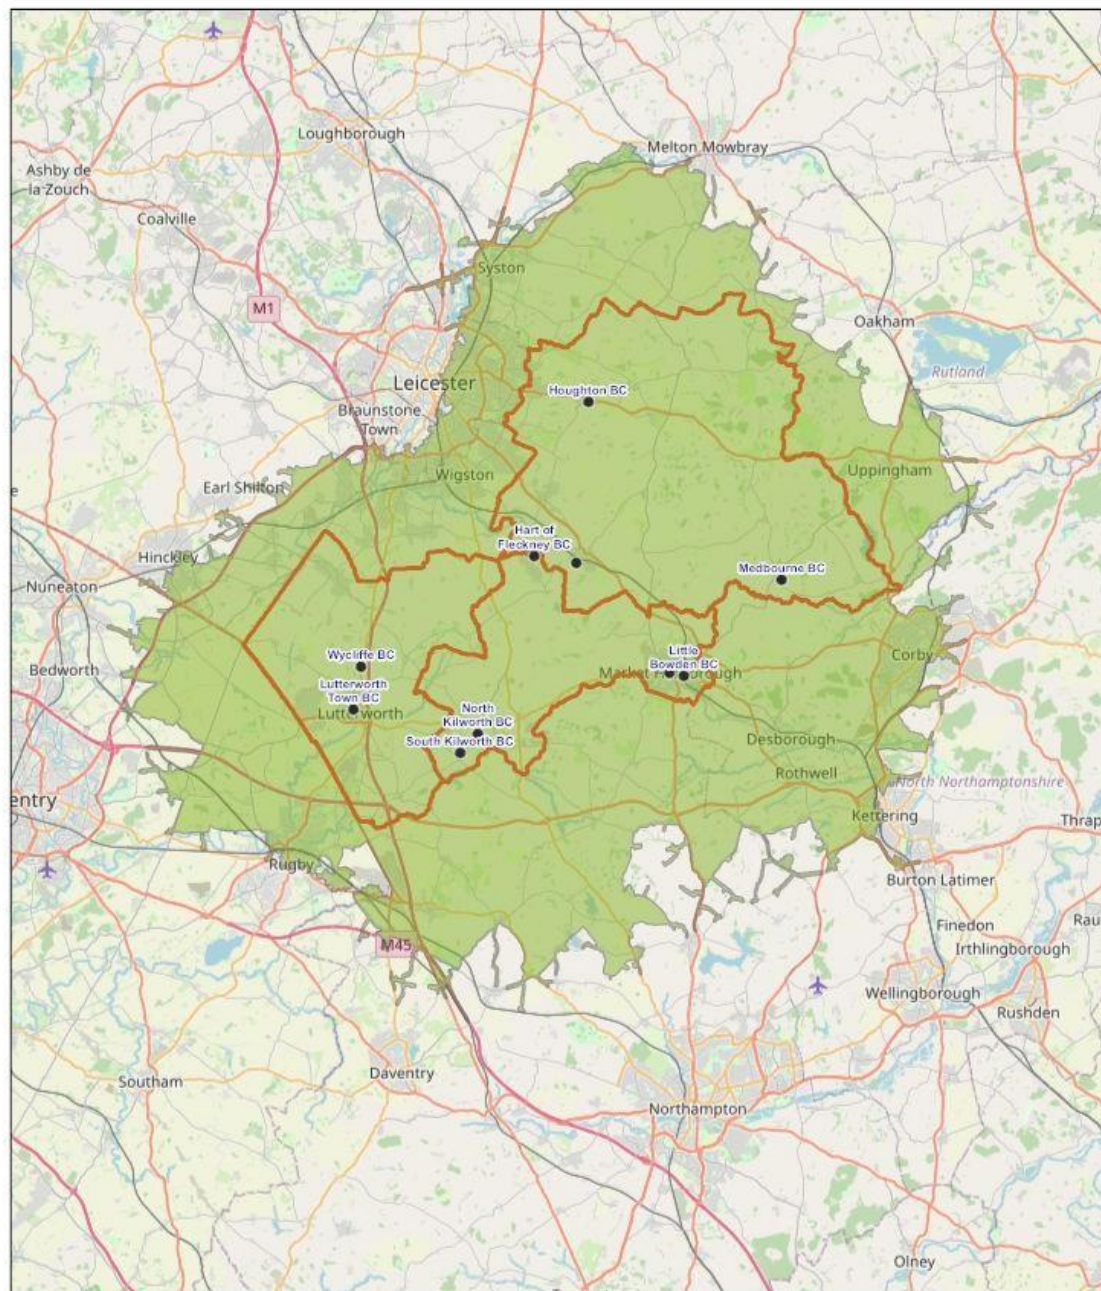 Loughborough
Melton Mowbray
Ashby de
la Zouch
Coalville
Syston
M1
Oakham
Rutland
Leicester
Houghton BC
Braunstone
Town
Wigston
Uppingham
Earl Shilton
Hart of
Fleckney BC
Hinckley
Medbourne BC
Nuneaton
Little
Bowden BC
Wycliffe BC
Corby
Bedworth
Market Harborough
Lutterworth
Town BC
Lutterworth
North
Kilworth BC
South Kilworth BC
Desborough
Rothwell
North Northamptonshire
entry
Kettering
Thrap
Rugby
Burton Latimer
Finedon
Rau
Irthlingborough
M45
Wellingborough
Rushden
Daventry
Southam
Northampton
Olney